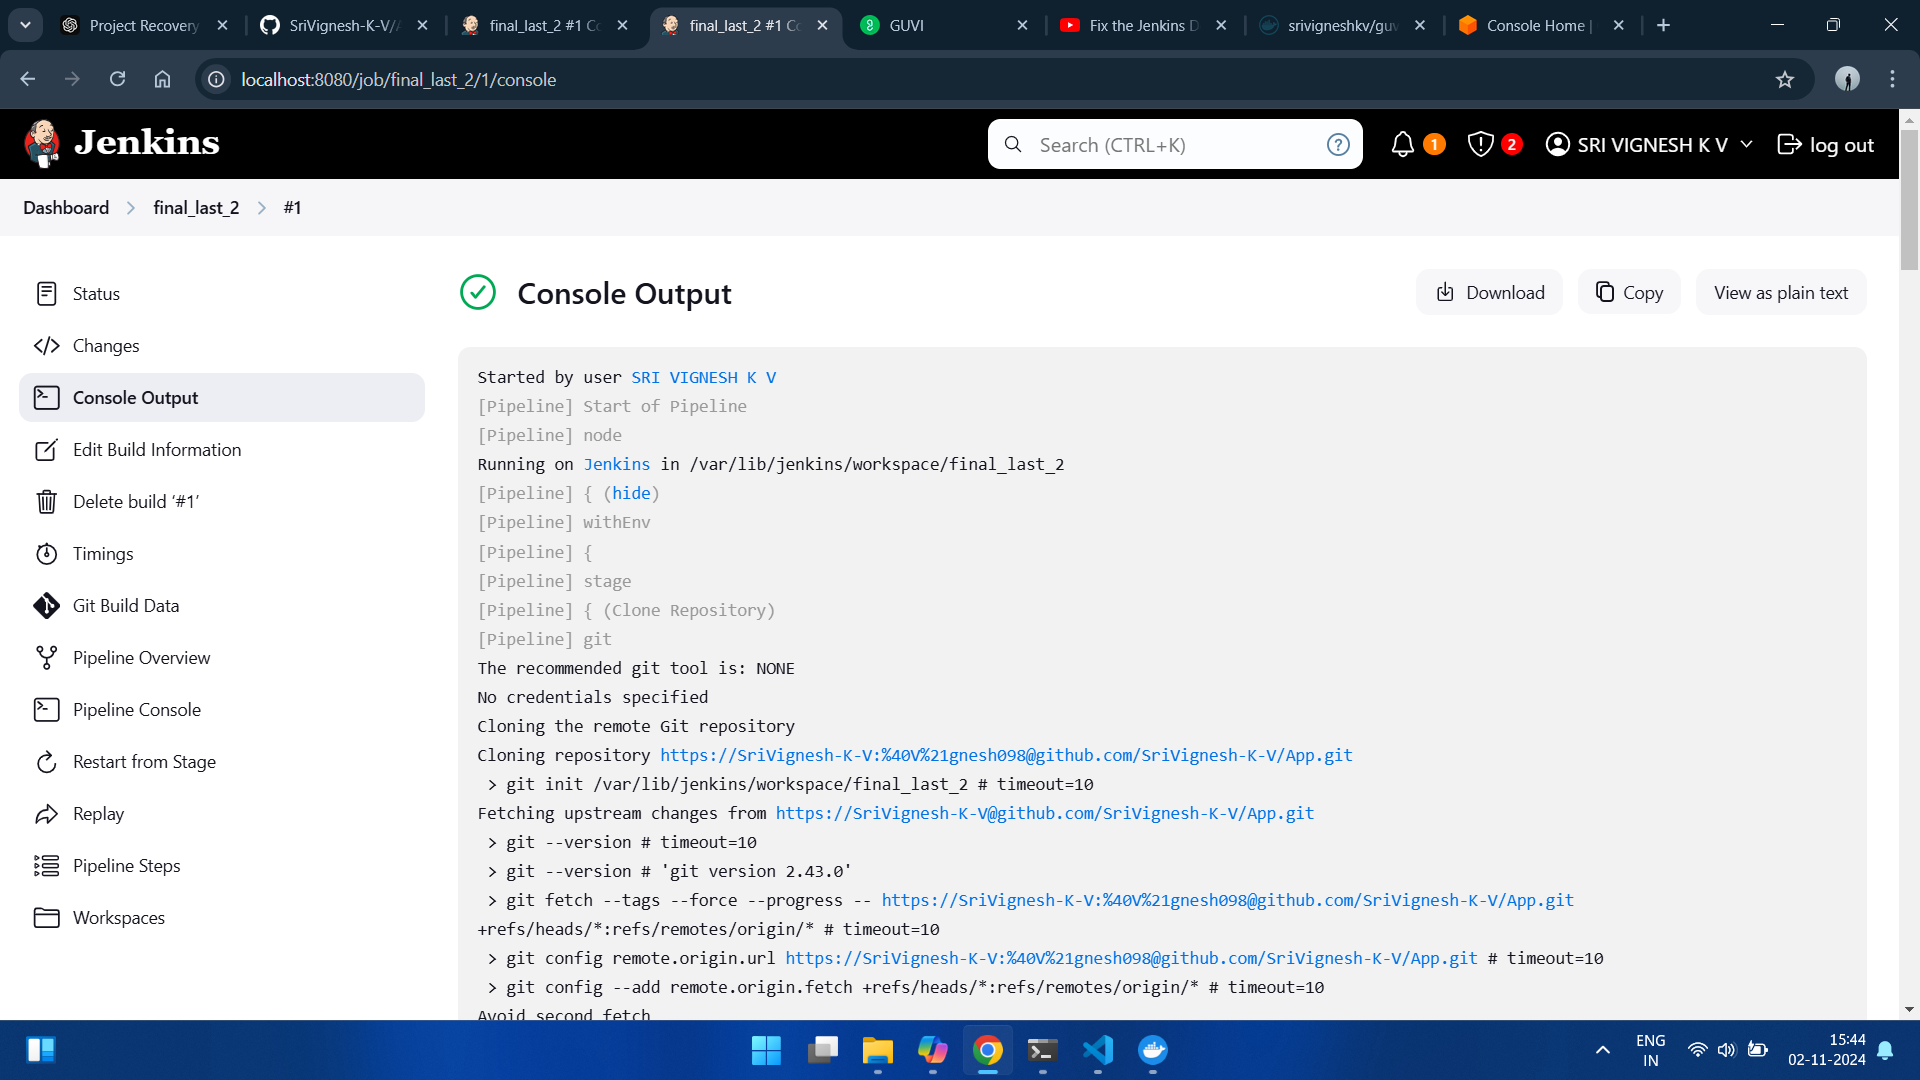 Project Recovery
SriVignesh-K-V/A
final_last_2 #1 Co
final_last_2 #1 Co
GUVI
Fix the Jenkins D
srivigneshkv/guv
Console Home |
localhost:8080/job/final_last_2/1/console
Jenkins
Search (CTRL+K)
1
2
SRI VIGNESH K V
log out
Dashboard
final_last_2
#1
Status
Changes
Console Output
Edit Build Information
Delete build ‘#1’
Timings
Git Build Data
Pipeline Overview
Pipeline Console
Restart from Stage
Replay
Pipeline Steps
Workspaces
Console Output
Download
Copy
View as plain text
Started by user SRI VIGNESH K V
[Pipeline] Start of Pipeline
[Pipeline] node
Running on Jenkins in /var/lib/jenkins/workspace/final_last_2
[Pipeline] { (hide)
[Pipeline] withEnv
[Pipeline] {
[Pipeline] stage
[Pipeline] { (Clone Repository)
[Pipeline] git
The recommended git tool is: NONE
No credentials specified
Cloning the remote Git repository
Cloning repository https://SriVignesh-K-V:%40V%21gnesh098@github.com/SriVignesh-K-V/App.git
> git init /var/lib/jenkins/workspace/final_last_2 # timeout=10
Fetching upstream changes from https://SriVignesh-K-V@github.com/SriVignesh-K-V/App.git
> git --version # timeout=10
> git --version # 'git version 2.43.0'
> git fetch --tags --force --progress -- https://SriVignesh-K-V:%40V%21gnesh098@github.com/SriVignesh-K-V/App.git
+refs/heads/*:refs/remotes/origin/* # timeout=10
> git config remote.origin.url https://SriVignesh-K-V:%40V%21gnesh098@github.com/SriVignesh-K-V/App.git # timeout=10
> git config --add remote.origin.fetch +refs/heads/*:refs/remotes/origin/* # timeout=10
Avoid second fetch
ENG
IN
15:44
02-11-2024